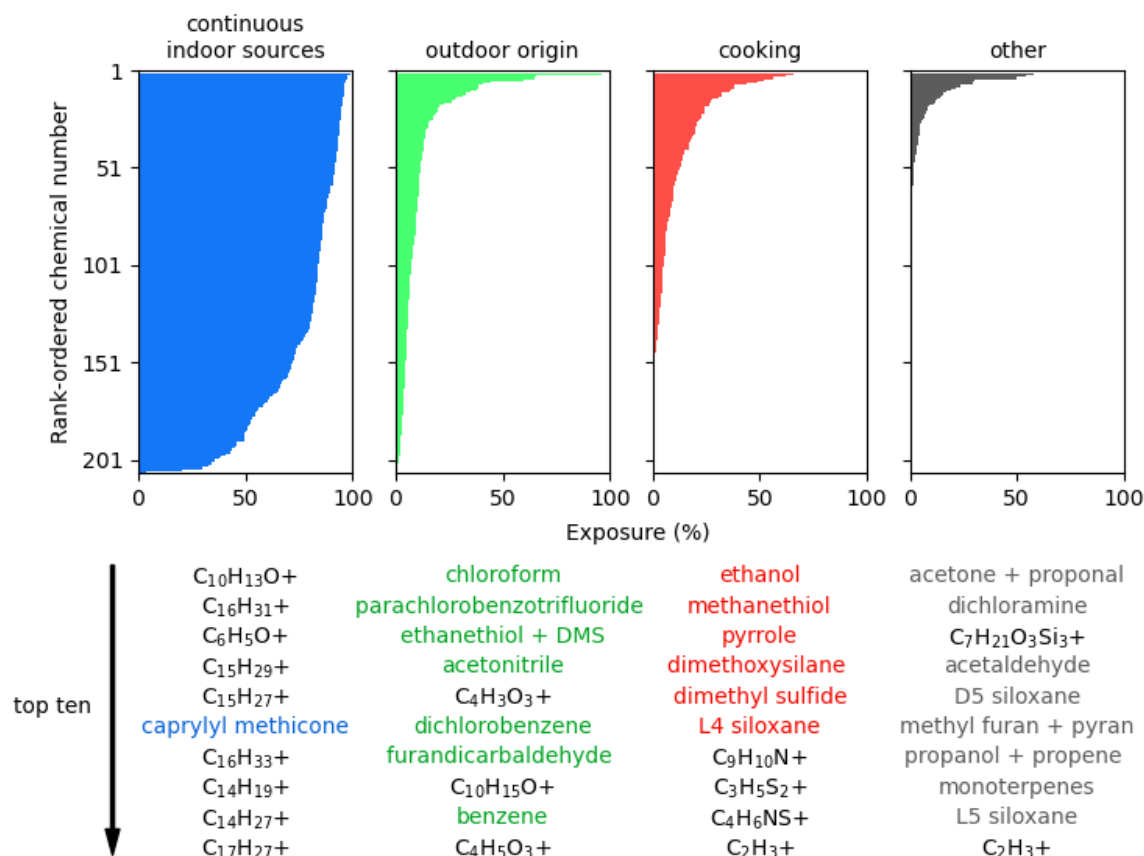 continuous
indoor sources
outdoor origin
cooking
other
Rank-ordered chemical number
1
51
101
151
201
0 50 100
0 50 100
0 50 100
0 50 100
Exposure (%)
top ten
C₁₀H₁₃O+ chloroform ethanol acetone + proponal
C₁₆H₃₁+ parachlorobenzotrifluoride methanethiol dichloramine
C₆H₅O+ ethanethiol + DMS pyrrole C₇H₂₁O₃Si₃+
C₁₅H₂₉+ acetonitrile dimethoxysilane acetaldehyde
C₁₅H₂₇+ C₄H₃O₃+ dimethyl sulfide D5 siloxane
caprylyl methicone dichlorobenzene L4 siloxane methyl furan + pyran
C₁₆H₃₃+ furandicarbaldehyde C₉H₁₀N+ propanol + propene
C₁₄H₁₉+ C₁₀H₁₅O+ C₃H₅S₂+ monoterpenes
C₁₄H₂₇+ benzene C₄H₆NS+ L5 siloxane
C₁₇H₂₇+ C₄H₅O₃+ C₂H₃+ C₂H₃+